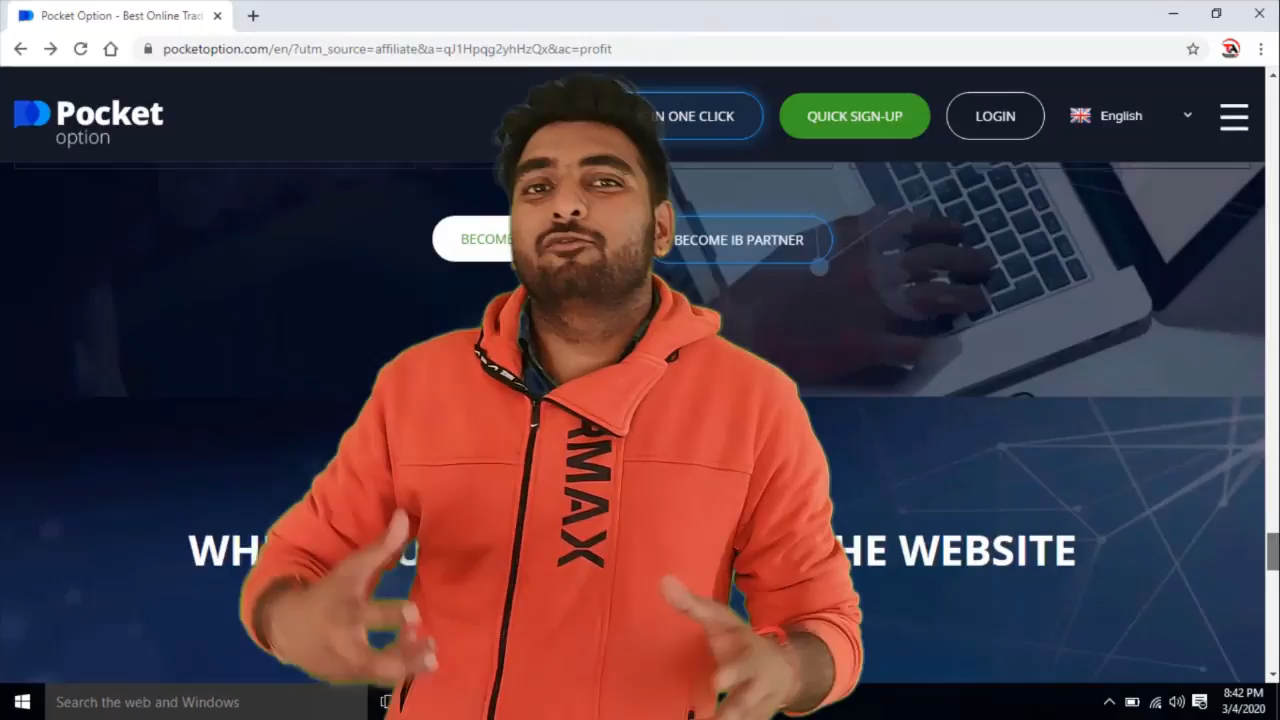 Pocket Option - Best Online Trad
pocketoption.com/en/?utm_source=affiliate&a=qJ1Hpqg2yhHzQx&ac=profit
Pocket
option
IN ONE CLICK
QUICK SIGN-UP
LOGIN
English
BECOME
BECOME IB PARTNER
RMAX
WH
HE WEBSITE
Search the web and Windows
8:42 PM
3/4/2020